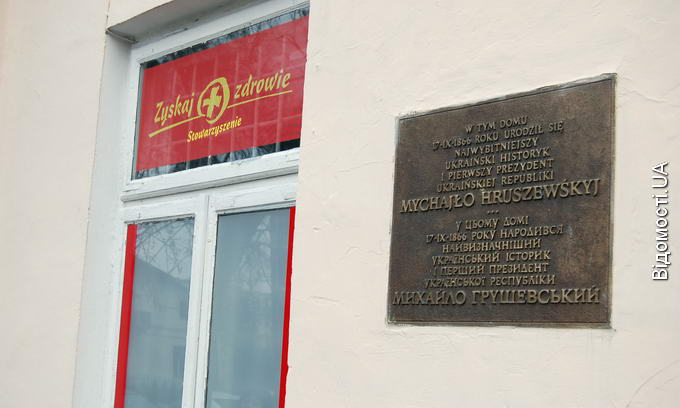 Zyskaj zdrowie
Stowarzyszenie
W TYM DOMU
17·IX·1866 ROKU URODZIŁ SIĘ
NAJWYBITNIEJSZY
UKRAIŃSKI HISTORYK
I PIERWSZY PREZYDENT
UKRAIŃSKIEJ REPUBLIKI
MYCHAJŁO HRUSZEWŚKYJ
...
У ЦЬОМУ ДОМІ
17·IX·1866 РОКУ НАРОДИВСЯ
НАЙВИЗНАЧНІШИЙ
УКРАЇНСЬКИЙ ІСТОРИК
І ПЕРШИЙ ПРЕЗИДЕНТ
УКРАЇНСЬКОЇ РЕСПУБЛІКИ
МИХАЙЛО ГРУШЕВСЬКИЙ
Відомості.UA